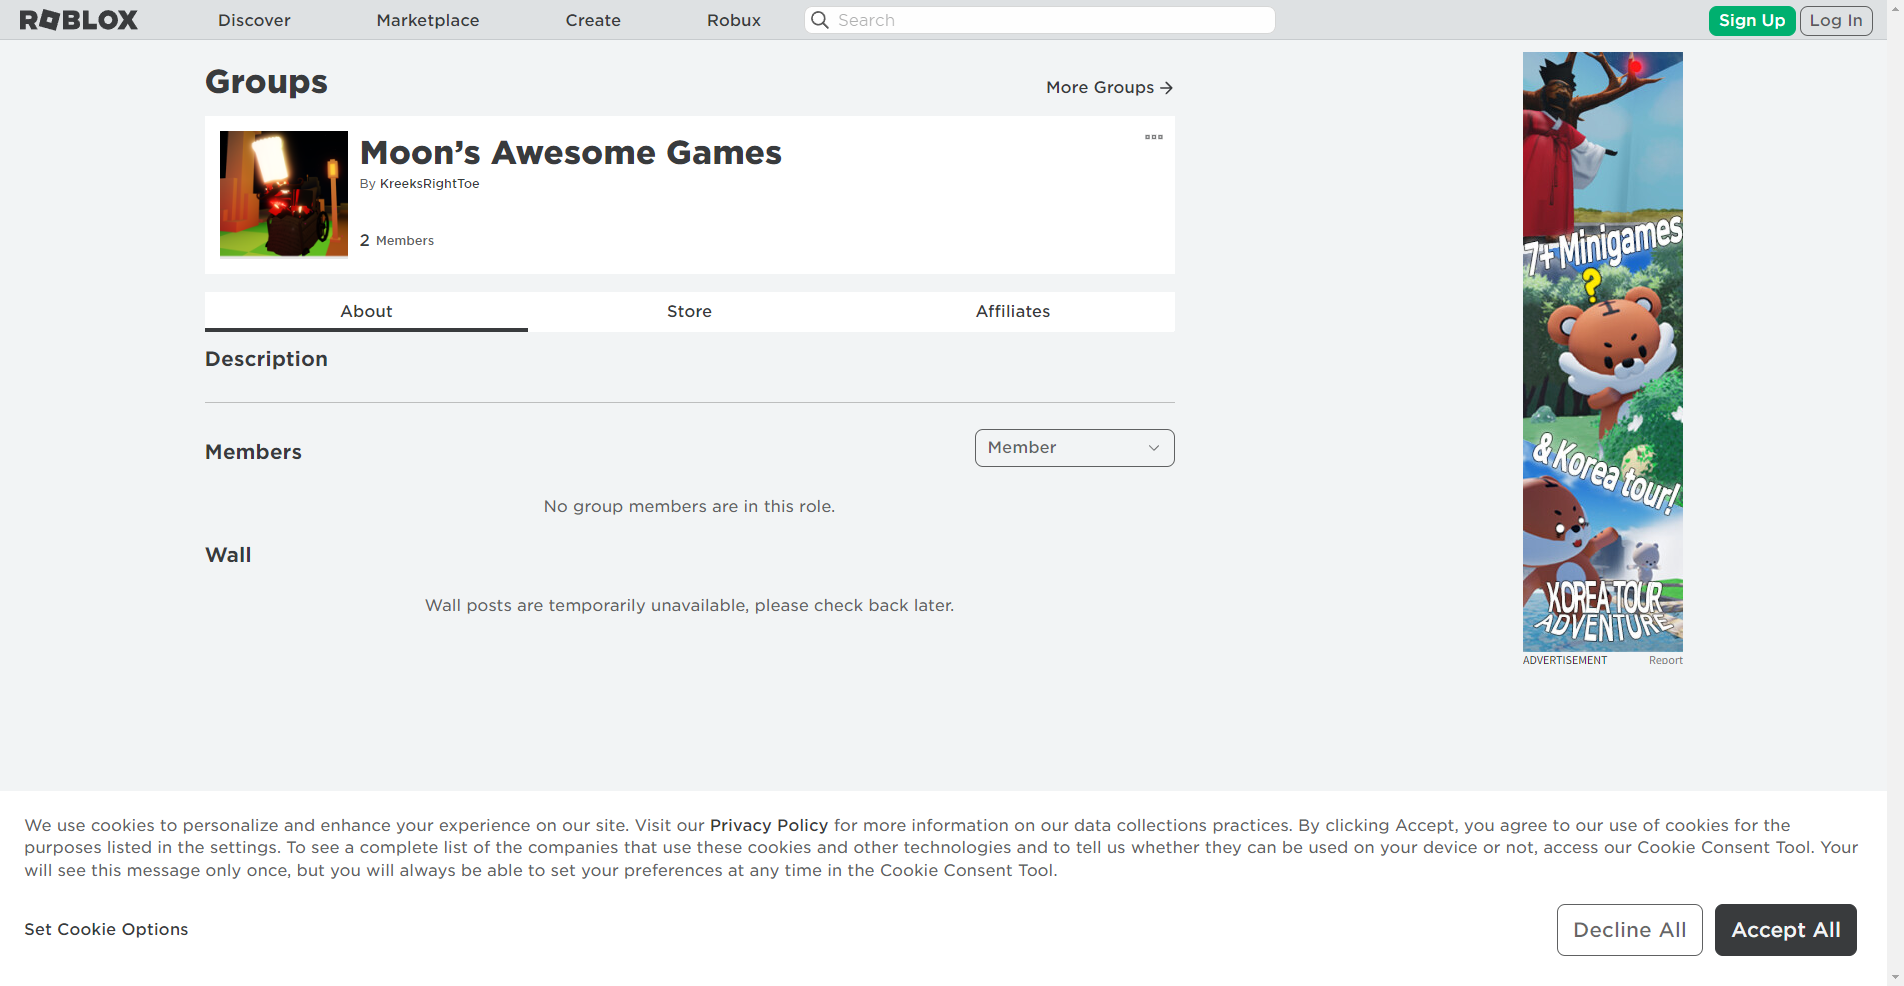 ROBLOX Discover Marketplace Create Robux Search Sign Up Log In
Groups
More Groups →
Moon's Awesome Games
By KreeksRightToe
2 Members
About Store Affiliates
Description
Members
Member
No group members are in this role.
Wall
Wall posts are temporarily unavailable, please check back later.
7+ Minigames
?
& Korea tour!
KOREA TOUR
ADVENTURE
ADVERTISEMENT Report
We use cookies to personalize and enhance your experience on our site. Visit our Privacy Policy for more information on our data collections practices. By clicking Accept, you agree to our use of cookies for the
purposes listed in the settings. To see a complete list of the companies that use these cookies and other technologies and to tell us whether they can be used on your device or not, access our Cookie Consent Tool. Your
will see this message only once, but you will always be able to set your preferences at any time in the Cookie Consent Tool.
Set Cookie Options
Decline All
Accept All